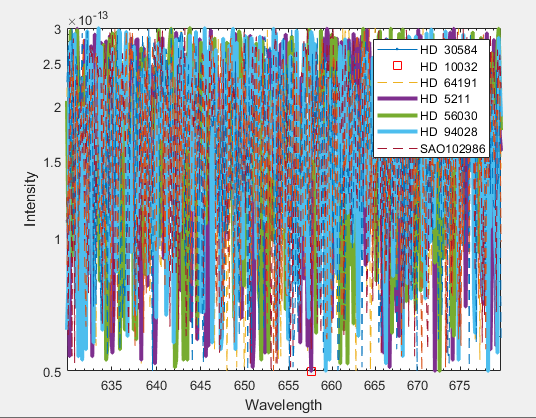 ×10⁻¹³
3
2.5
2
1.5
1
0.5
Intensity
HD 30584
HD 10032
HD 64191
HD 5211
HD 56030
HD 94028
SAO102986
635 640 645 650 655 660 665 670 675
Wavelength